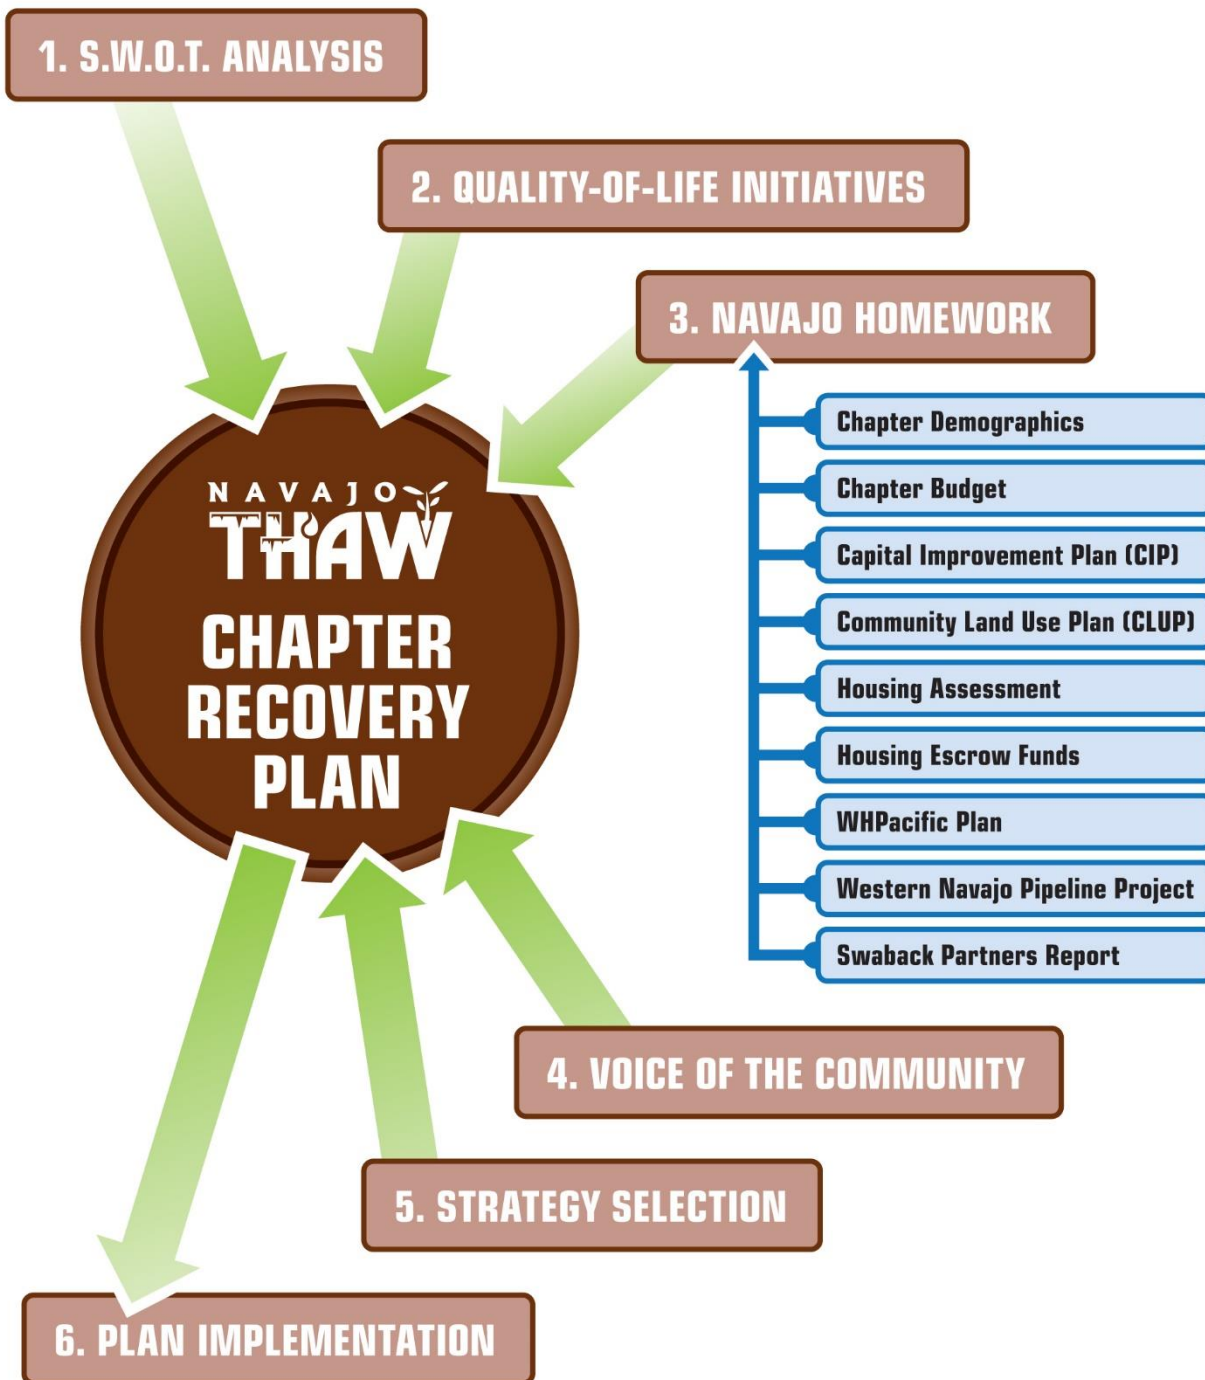 1. S.W.O.T. ANALYSIS
2. QUALITY-OF-LIFE INITIATIVES
3. NAVAJO HOMEWORK
Chapter Demographics
Chapter Budget
Capital Improvement Plan (CIP)
Community Land Use Plan (CLUP)
Housing Assessment
Housing Escrow Funds
WHPacific Plan
Western Navajo Pipeline Project
Swaback Partners Report
NAVAJO
THAW
CHAPTER
RECOVERY
PLAN
4. VOICE OF THE COMMUNITY
5. STRATEGY SELECTION
6. PLAN IMPLEMENTATION